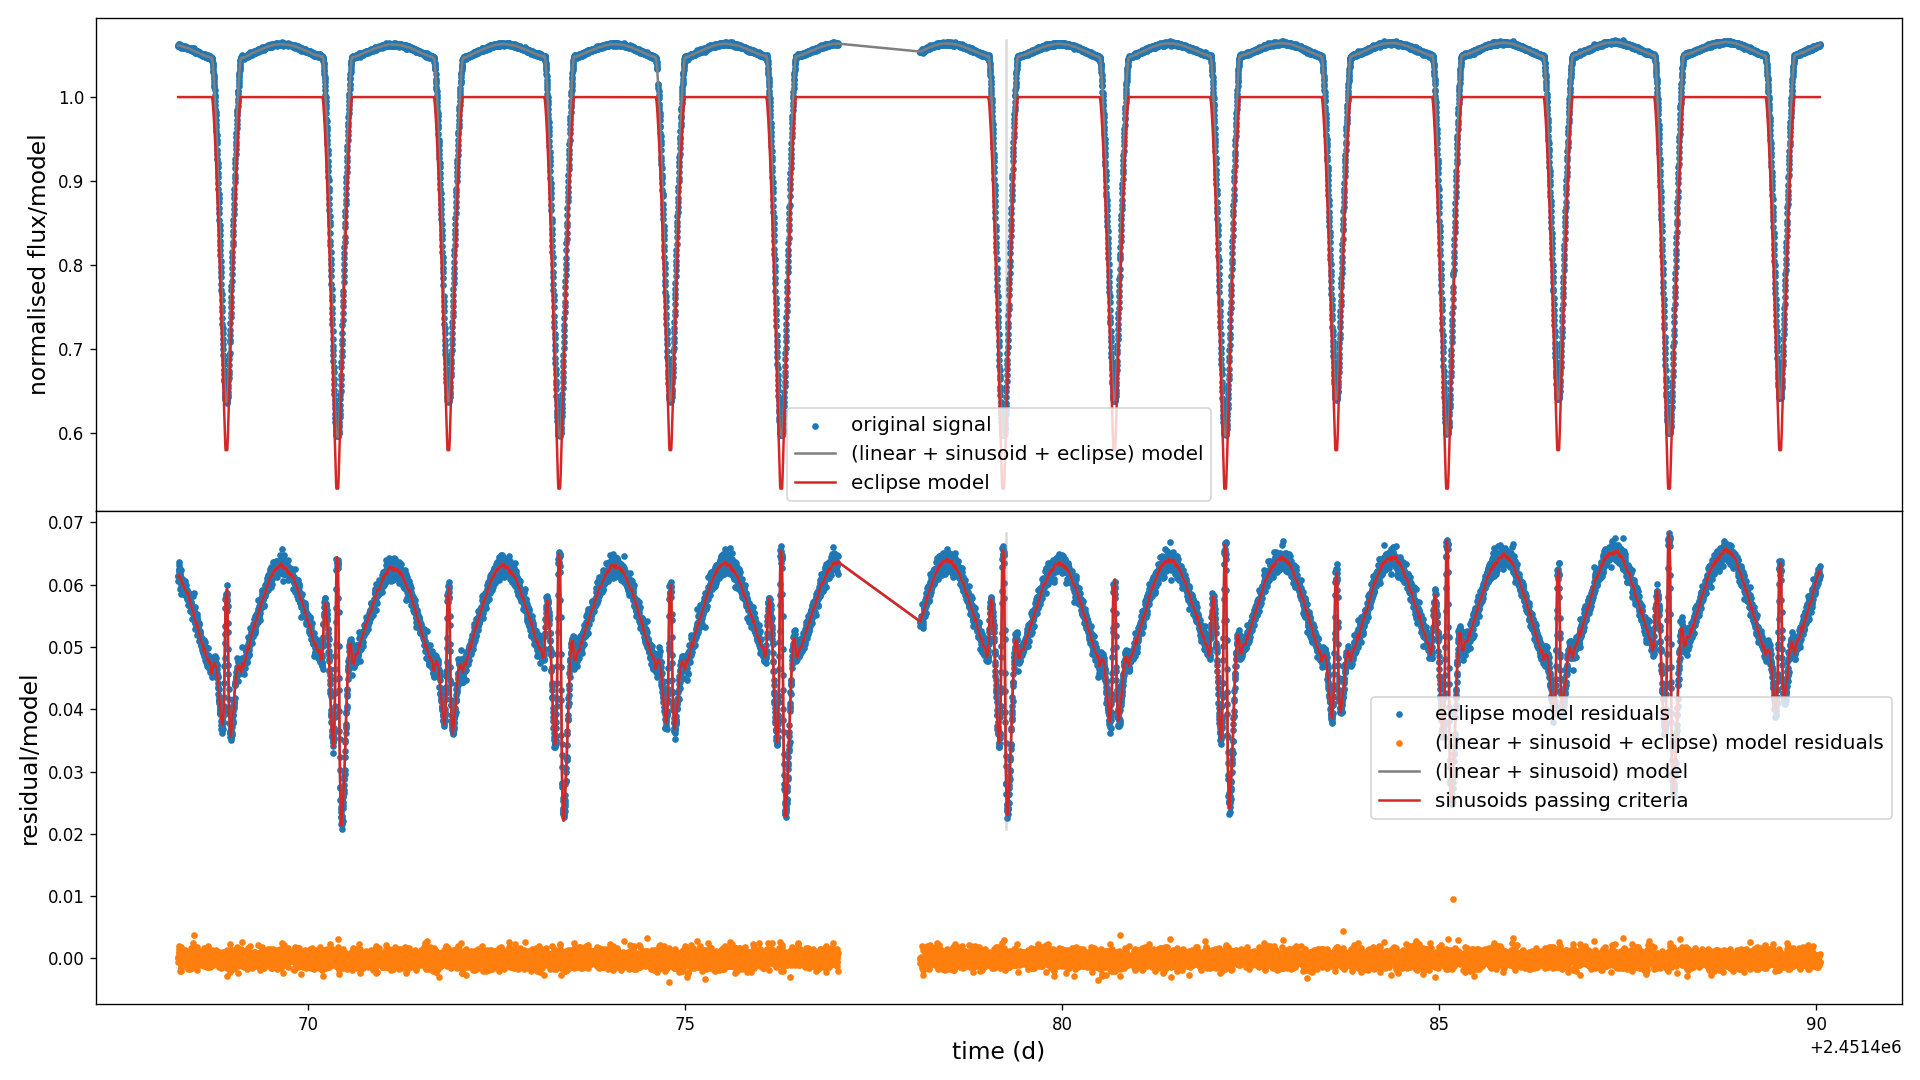 normalised flux/model
1.0
0.9
0.8
0.7
0.6
original signal
(linear + sinusoid + eclipse) model
eclipse model
residual/model
0.07
0.06
0.05
0.04
0.03
0.02
0.01
0.00
eclipse model residuals
(linear + sinusoid + eclipse) model residuals
(linear + sinusoid) model
sinusoids passing criteria
70
75
80
85
90
time (d)
+2.4514e6